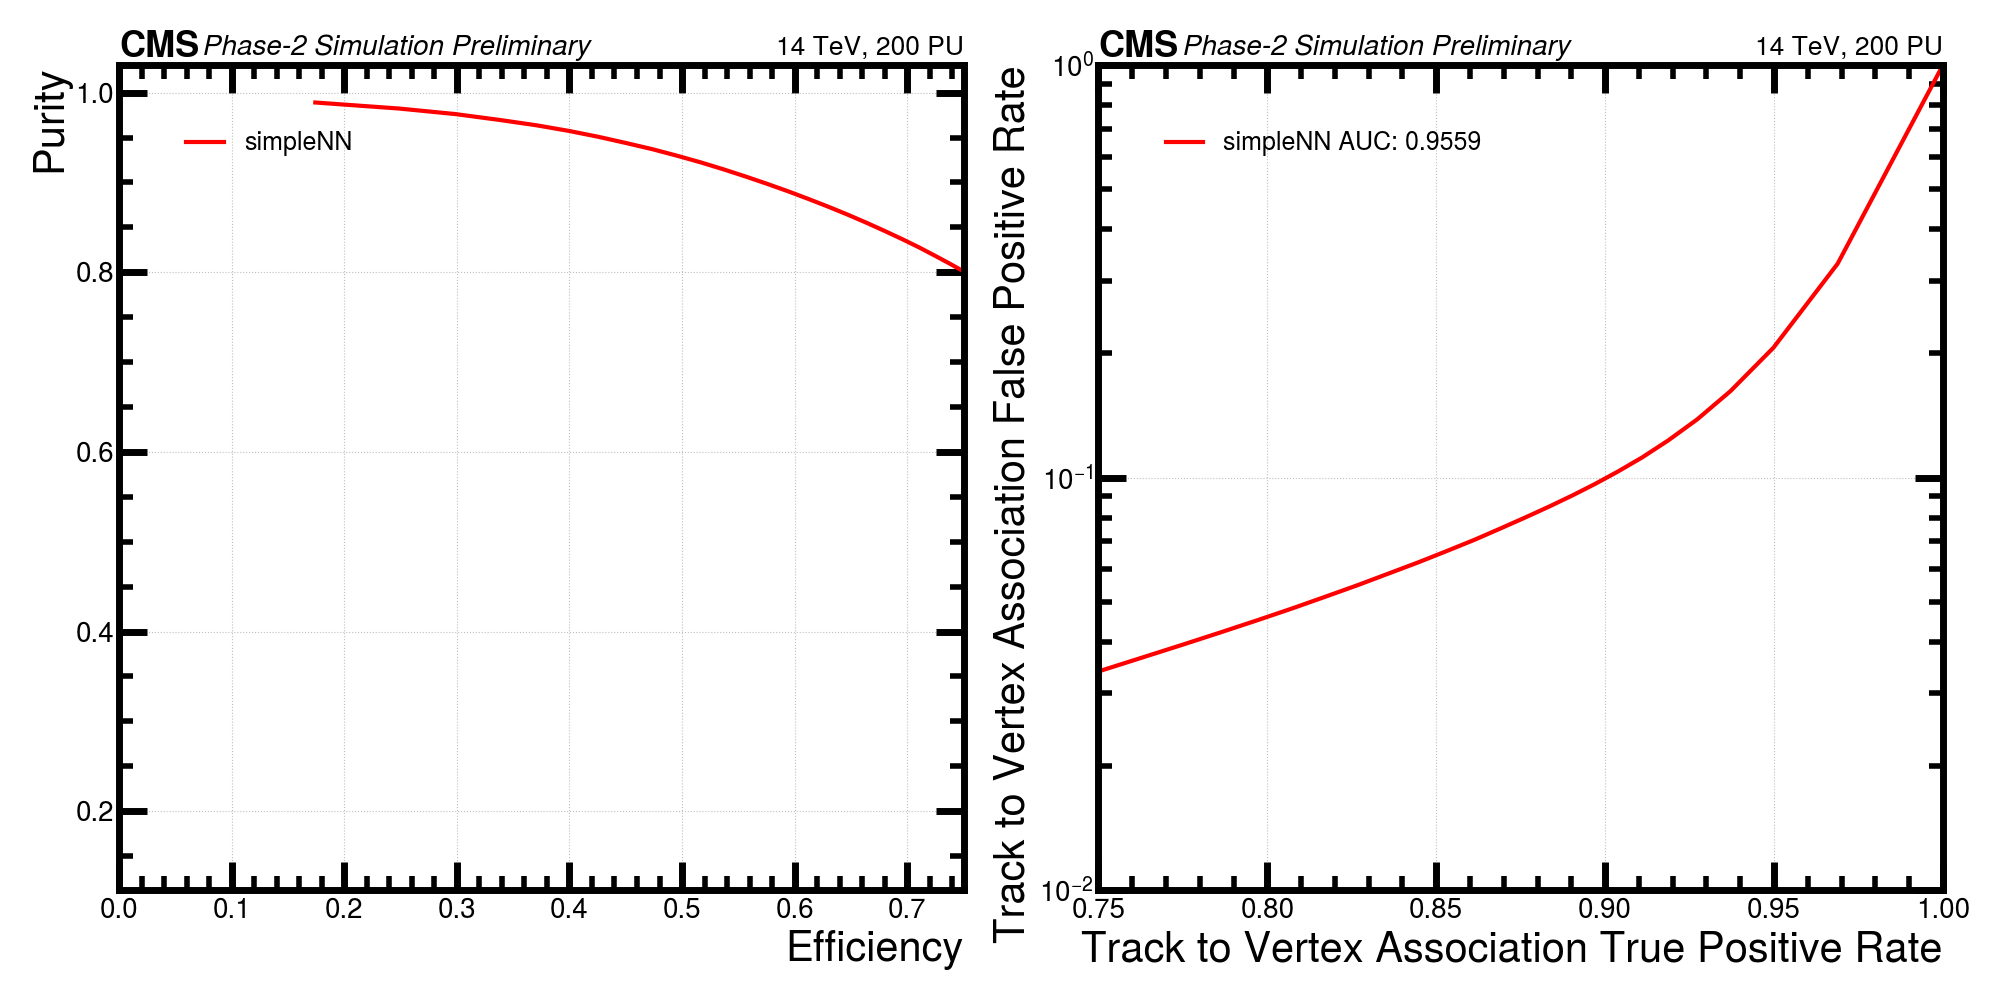 CMS Phase-2 Simulation Preliminary 14 TeV, 200 PU
Purity
simpleNN
1.0
0.8
0.6
0.4
0.2
0.0 0.1 0.2 0.3 0.4 0.5 0.6 0.7
Efficiency
CMS Phase-2 Simulation Preliminary 14 TeV, 200 PU
Track to Vertex Association False Positive Rate
simpleNN AUC: 0.9559
10⁰
10⁻¹
10⁻²
0.75 0.80 0.85 0.90 0.95 1.00
Track to Vertex Association True Positive Rate